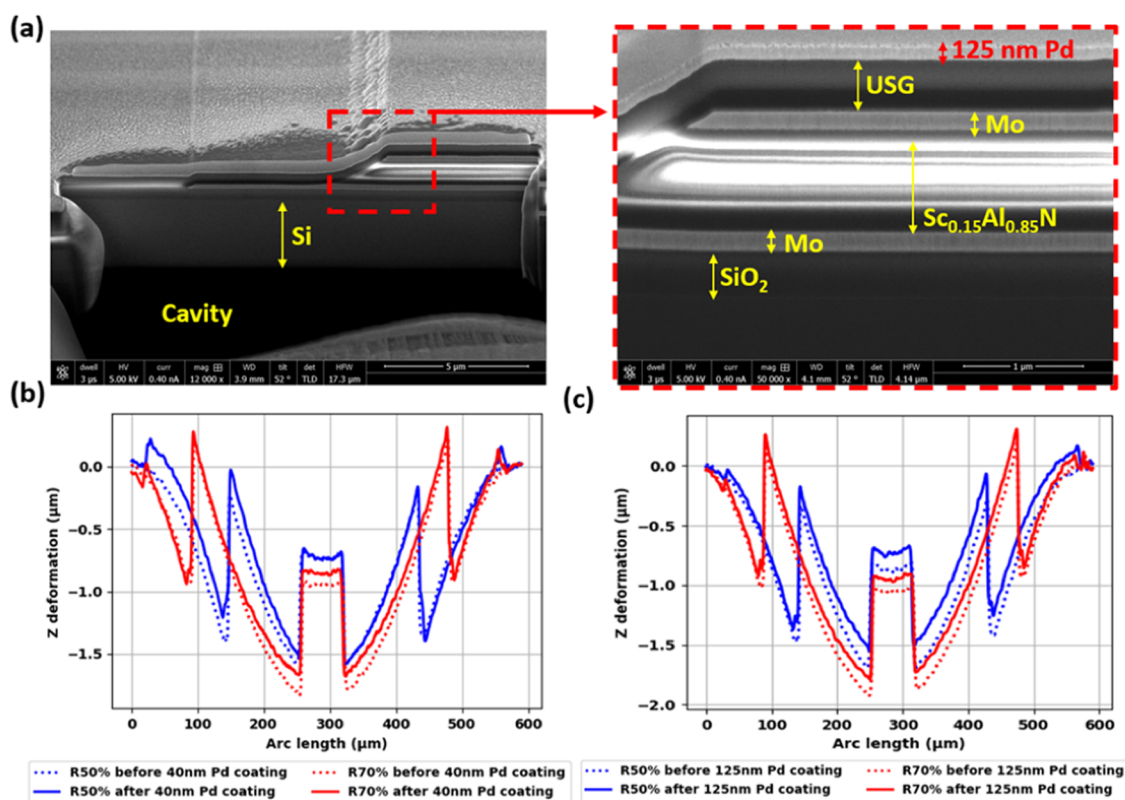 (a)
125 nm Pd
USG
Mo
Sc0.15Al0.85N
Mo
SiO2
Si
Cavity
dwell HV curr mag WD tilt det HFW
3 µs 5.00 kV 0.40 nA 12 000 x 3.9 mm 52 ° TLD 17.3 µm
5 µm
dwell HV curr mag WD tilt det HFW
3 µs 5.00 kV 0.40 nA 50 000 x 4.1 mm 52 ° TLD 4.14 µm
1 µm
(b)
Z deformation (µm)
0.0
−0.5
−1.0
−1.5
0 100 200 300 400 500 600
Arc length (µm)
R50% before 40nm Pd coating
R50% after 40nm Pd coating
R70% before 40nm Pd coating
R70% after 40nm Pd coating
(c)
Z deformation (µm)
0.0
−0.5
−1.0
−1.5
−2.0
0 100 200 300 400 500 600
Arc length (µm)
R50% before 125nm Pd coating
R50% after 125nm Pd coating
R70% before 125nm Pd coating
R70% after 125nm Pd coating